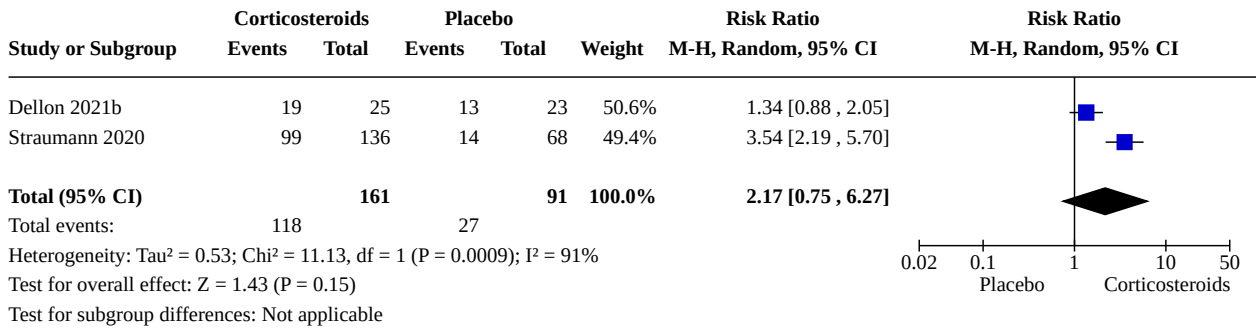 Corticosteroids Placebo Risk Ratio Risk Ratio
Study or Subgroup Events Total Events Total Weight M-H, Random, 95% CI M-H, Random, 95% CI
Dellon 2021b 19 25 13 23 50.6% 1.34 [0.88 , 2.05]
Straumann 2020 99 136 14 68 49.4% 3.54 [2.19 , 5.70]
Total (95% CI) 161 91 100.0% 2.17 [0.75 , 6.27]
Total events: 118 27
Heterogeneity: Tau² = 0.53; Chi² = 11.13, df = 1 (P = 0.0009); I² = 91%
Test for overall effect: Z = 1.43 (P = 0.15)
Test for subgroup differences: Not applicable
0.02 0.1 1 10 50
Placebo Corticosteroids